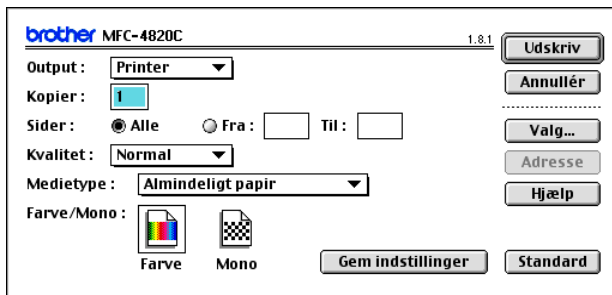 brother MFC-4820C
1.8.1
Udskriv
Output : Printer
Annullér
Kopier : 1
Sider : Alle Fra : Til :
Valg...
Kvalitet : Normal
Adresse
Medietype : Almindeligt papir
Hjælp
Farve/Mono :
Farve Mono
Gem indstillinger
Standard